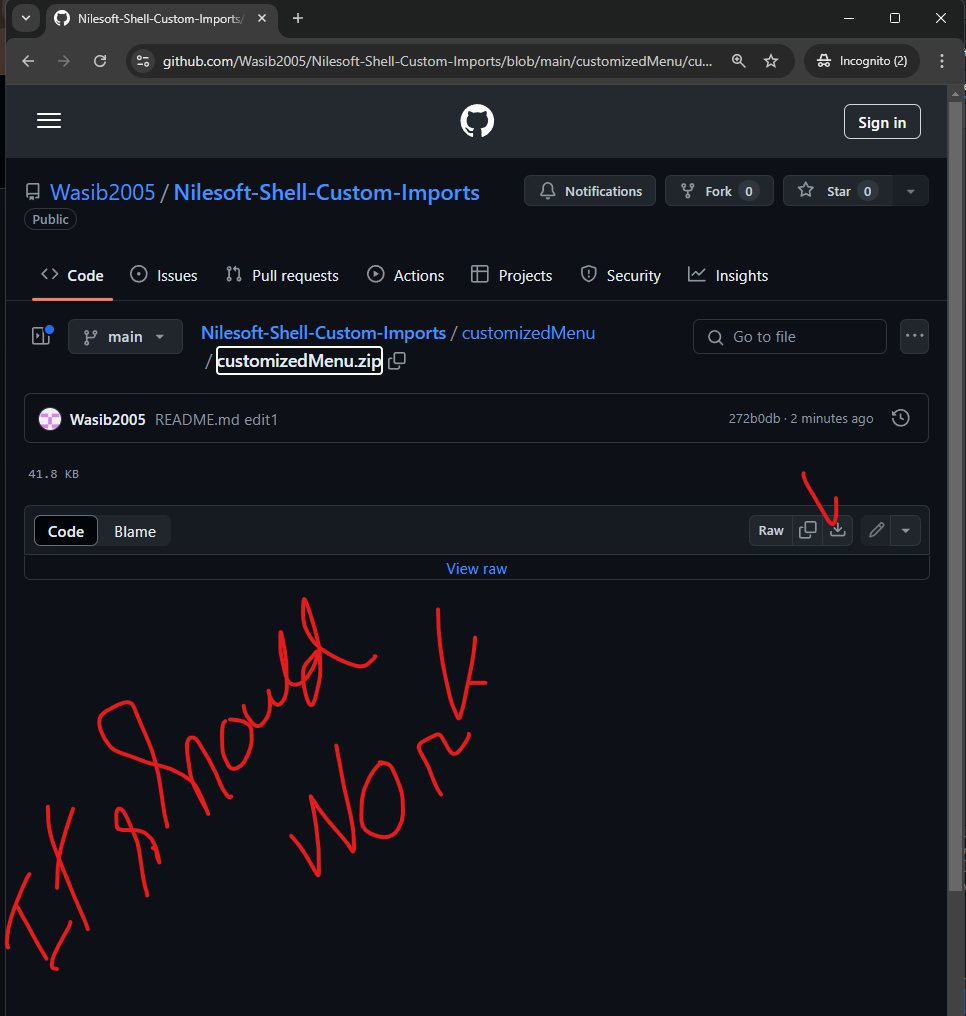 Nilesoft-Shell-Custom-Imports/
github.com/Wasib2005/Nilesoft-Shell-Custom-Imports/blob/main/customizedMenu/cu...
Incognito (2)
Sign in
Wasib2005 / Nilesoft-Shell-Custom-Imports
Notifications
Fork 0
Star 0
Public
Code
Issues
Pull requests
Actions
Projects
Security
Insights
main
Nilesoft-Shell-Custom-Imports / customizedMenu
/ customizedMenu.zip
Go to file
Wasib2005 README.md edit1
272b0db · 2 minutes ago
41.8 KB
Code
Blame
Raw
View raw
Should
Work